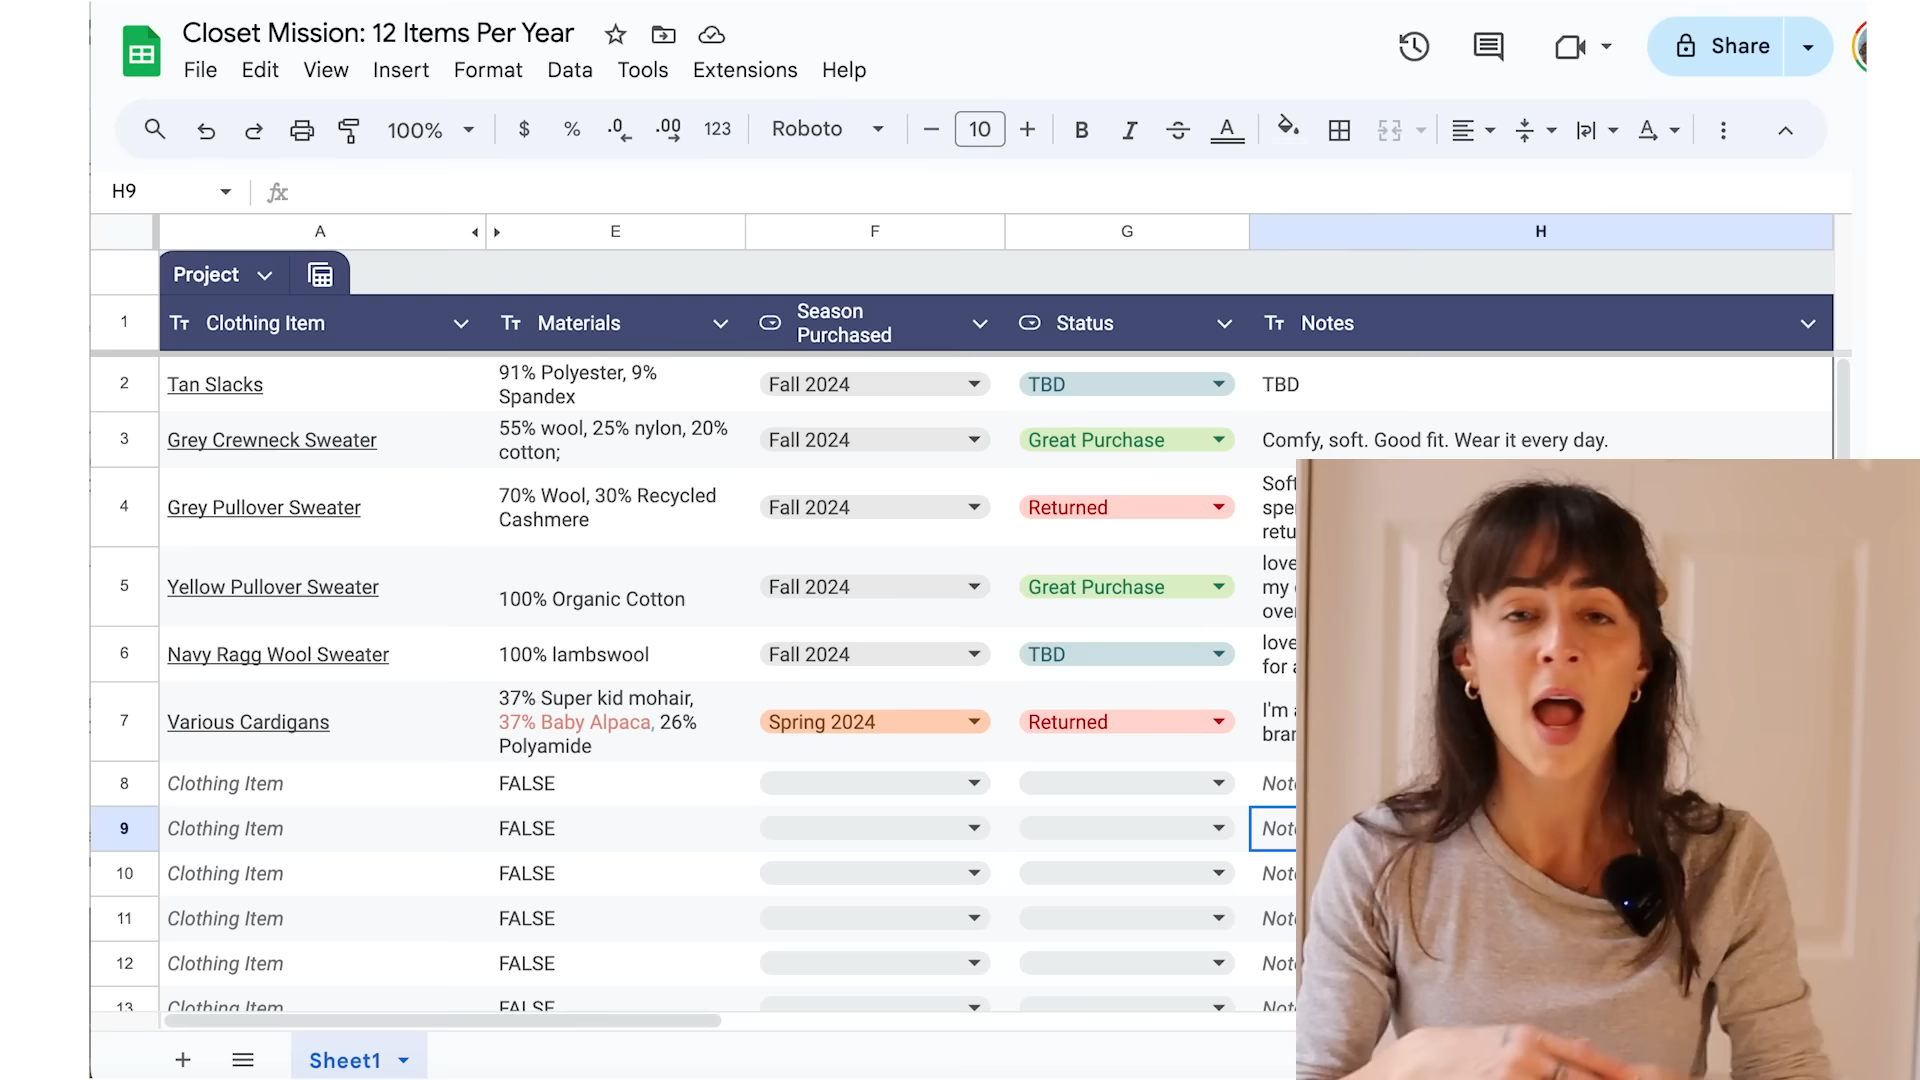 Closet Mission: 12 Items Per Year
File Edit View Insert Format Data Tools Extensions Help
Share
100% $ % .0 .00 123 Roboto 10 B I A A
H9 fx
A E F G H
Project
1 Clothing Item Materials Season Purchased Status Notes
2 Tan Slacks 91% Polyester, 9% Spandex Fall 2024 TBD TBD
3 Grey Crewneck Sweater 55% wool, 25% nylon, 20% cotton; Fall 2024 Great Purchase Comfy, soft. Good fit. Wear it every day.
4 Grey Pullover Sweater 70% Wool, 30% Recycled Cashmere Fall 2024 Returned
5 Yellow Pullover Sweater 100% Organic Cotton Fall 2024 Great Purchase
6 Navy Ragg Wool Sweater 100% lambswool Fall 2024 TBD
7 Various Cardigans 37% Super kid mohair, 37% Baby Alpaca, 26% Polyamide Spring 2024 Returned
8 Clothing Item FALSE
9 Clothing Item FALSE
10 Clothing Item FALSE
11 Clothing Item FALSE
12 Clothing Item FALSE
13 Clothing Item FALSE
Sheet1